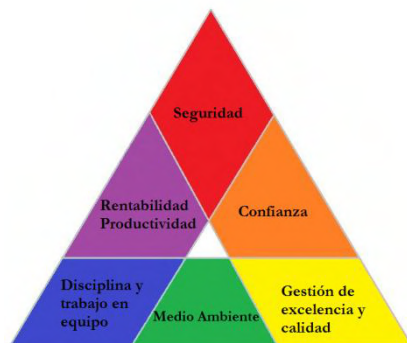 Seguridad
Rentabilidad
Productividad
Confianza
Disciplina y
trabajo en
equipo
Medio Ambiente
Gestión de
excelencia y
calidad